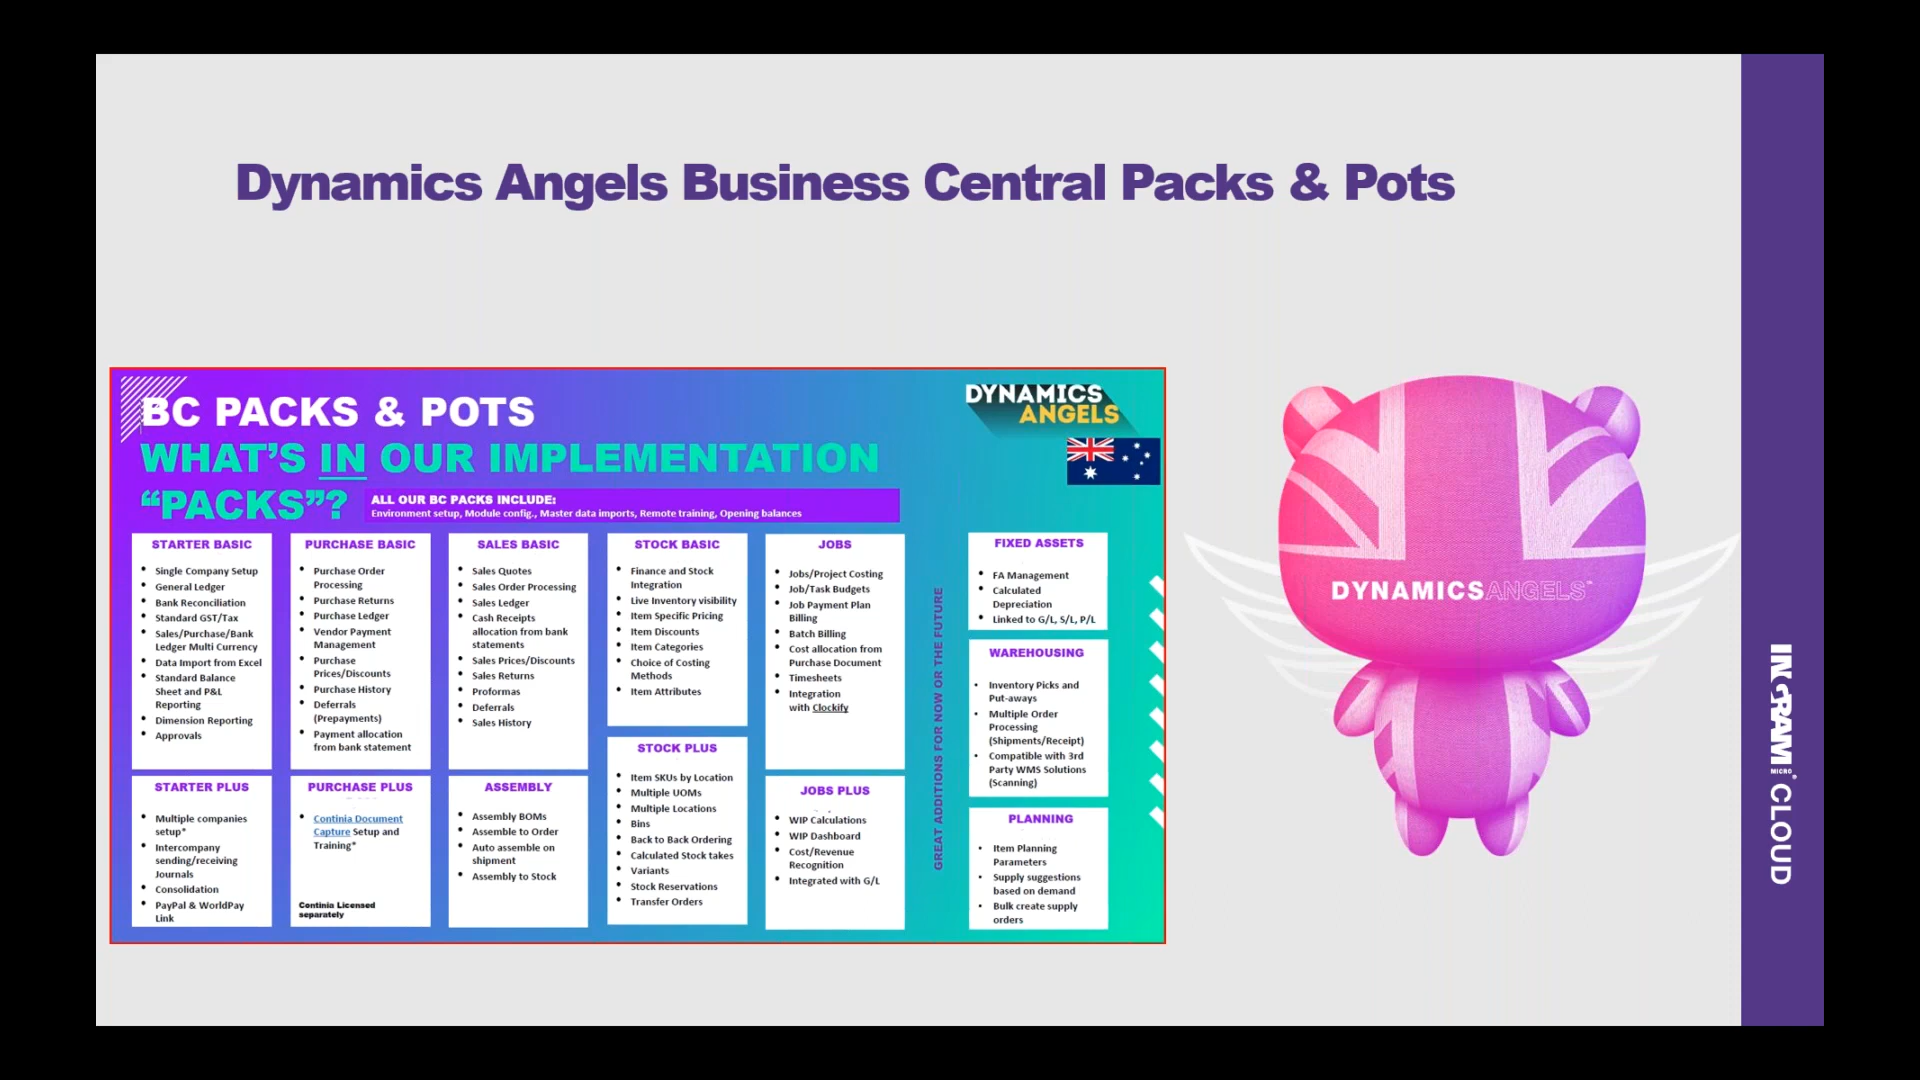 Dynamics Angels Business Central Packs & Pots
BC PACKS & POTS
WHAT'S IN OUR IMPLEMENTATION
“PACKS”?
ALL OUR BC PACKS INCLUDE:
Environment setup, Module config., Master data imports, Remote training, Opening balances
DYNAMICS
ANGELS
STARTER BASIC
• Single Company Setup
• General Ledger
• Bank Reconciliation
• Standard GST/Tax
• Sales/Purchase/Bank
Ledger Multi Currency
• Data Import from Excel
• Standard Balance
Sheet and P&L
Reporting
• Dimension Reporting
• Approvals
STARTER PLUS
• Multiple companies
setup*
• Intercompany
sending/receiving
Journals
• Consolidation
• PayPal & WorldPay
Link
PURCHASE BASIC
• Purchase Order
Processing
• Purchase Returns
• Purchase Ledger
• Vendor Payment
Management
• Purchase
Prices/Discounts
• Purchase History
• Deferrals
(Prepayments)
• Payment allocation
from bank statement
PURCHASE PLUS
• Continia Document
Capture Setup and
Training*
Continia Licensed
separately
SALES BASIC
• Sales Quotes
• Sales Order Processing
• Sales Ledger
• Cash Receipts
allocation from bank
statements
• Sales Prices/Discounts
• Sales Returns
• Proformas
• Deferrals
• Sales History
ASSEMBLY
• Assembly BOMs
• Assemble to Order
• Auto assemble on
shipment
• Assembly to Stock
STOCK BASIC
• Finance and Stock
Integration
• Live Inventory visibility
• Item Specific Pricing
• Item Discounts
• Item Categories
• Choice of Costing
Methods
• Item Attributes
STOCK PLUS
• Item SKUs by Location
• Multiple UOMs
• Multiple Locations
• Bins
• Back to Back Ordering
• Calculated Stock takes
• Variants
• Stock Reservations
• Transfer Orders
JOBS
• Jobs/Project Costing
• Job/Task Budgets
• Job Payment Plan
Billing
• Batch Billing
• Cost allocation from
Purchase Document
• Timesheets
• Integration
with Clockify
JOBS PLUS
• WIP Calculations
• WIP Dashboard
• Cost/Revenue
Recognition
• Integrated with G/L
GREAT ADDITIONS FOR NOW OR THE FUTURE
FIXED ASSETS
• FA Management
• Calculated
Depreciation
• Linked to G/L, S/L, P/L
WAREHOUSING
• Inventory Picks and
Put-aways
• Multiple Order
Processing
(Shipments/Receipt)
• Compatible with 3rd
Party WMS Solutions
(Scanning)
PLANNING
• Item Planning
Parameters
• Supply suggestions
based on demand
• Bulk create supply
orders
DYNAMICSANGELS™
INGRAM MICRO® CLOUD